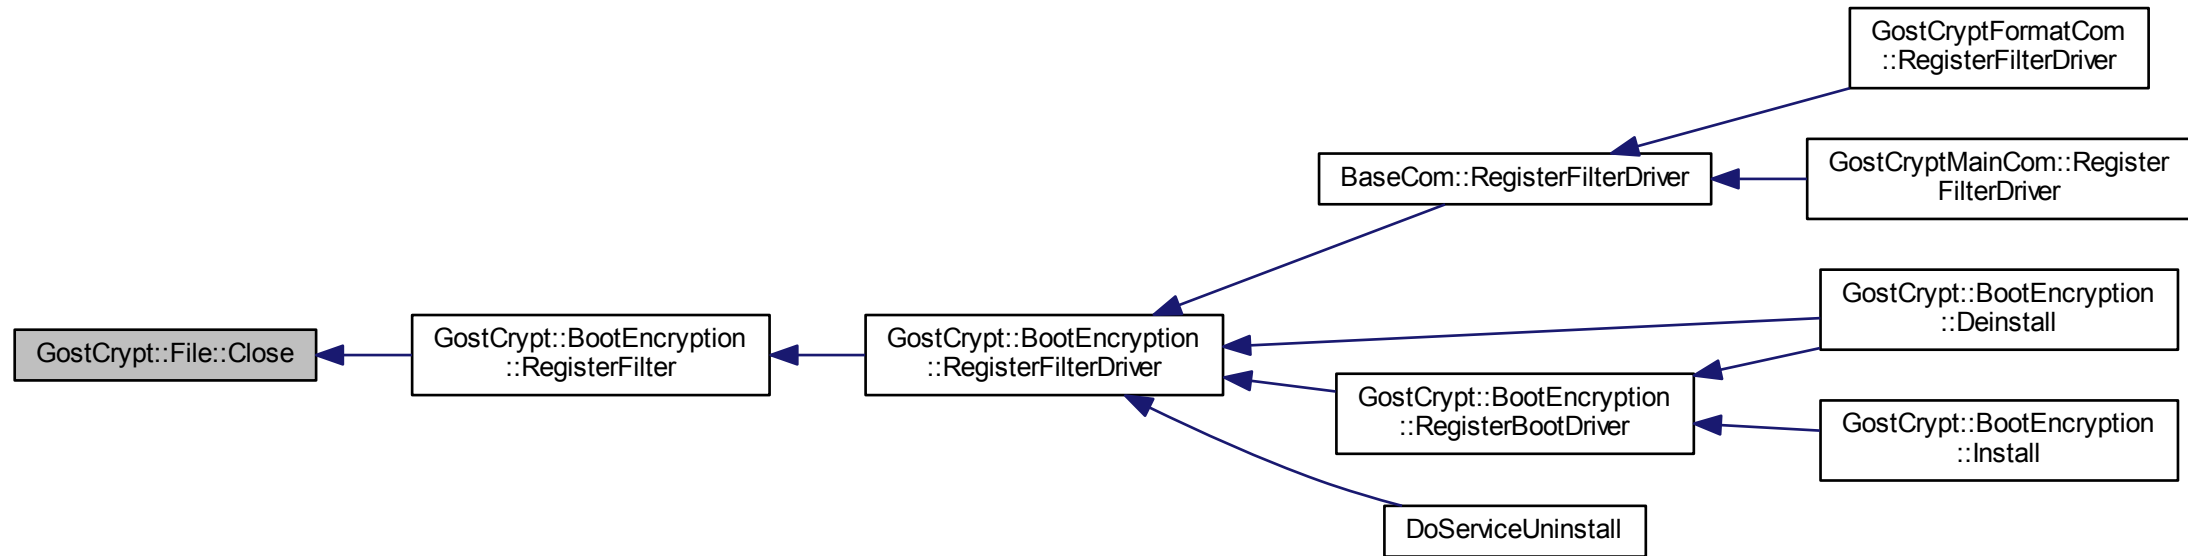 GostCryptFormatCom
::RegisterFilterDriver
BaseCom::RegisterFilterDriver
GostCryptMainCom::Register
FilterDriver
GostCrypt::BootEncryption
::Deinstall
GostCrypt::File::Close
GostCrypt::BootEncryption
::RegisterFilter
GostCrypt::BootEncryption
::RegisterFilterDriver
GostCrypt::BootEncryption
::RegisterBootDriver
GostCrypt::BootEncryption
::Install
DoServiceUninstall